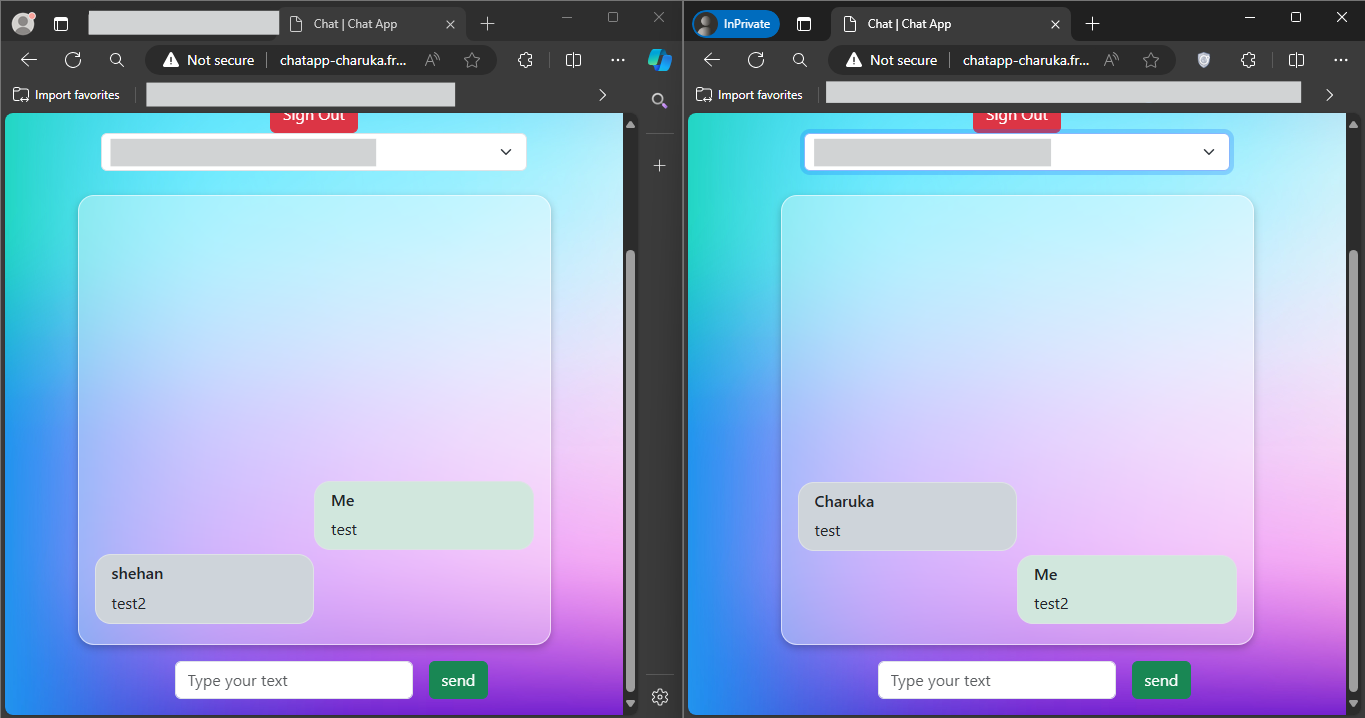 Chat | Chat App
Not secure
chatapp-charuka.fr...
Import favorites
Sign Out
Me
test
shehan
test2
Type your text
send
InPrivate
Chat | Chat App
Not secure
chatapp-charuka.fr...
Import favorites
Sign Out
Charuka
test
Me
test2
Type your text
send